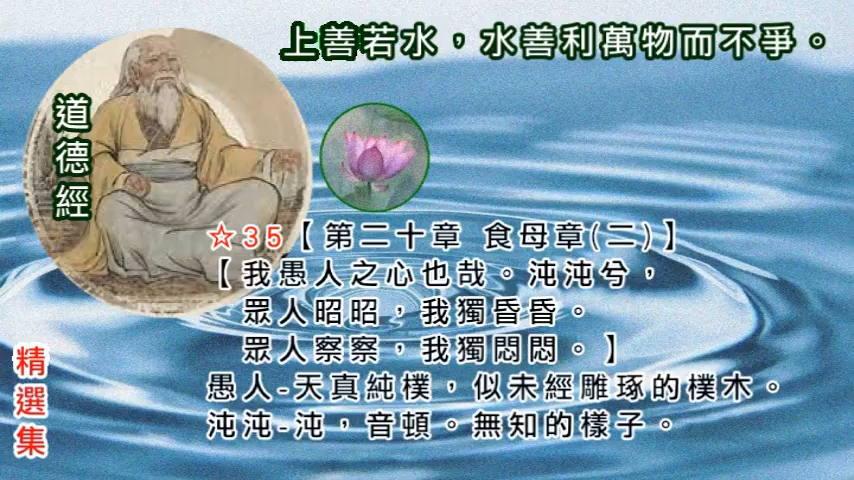 上善若水，水善利萬物而不爭。
道德經
☆35【第二十章 食母章(二)】
【我愚人之心也哉。沌沌兮，
眾人昭昭，我獨昏昏。
眾人察察，我獨悶悶。】
愚人-天真純樸，似未經雕琢的樸木。
沌沌-沌，音頓。無知的樣子。
精選集